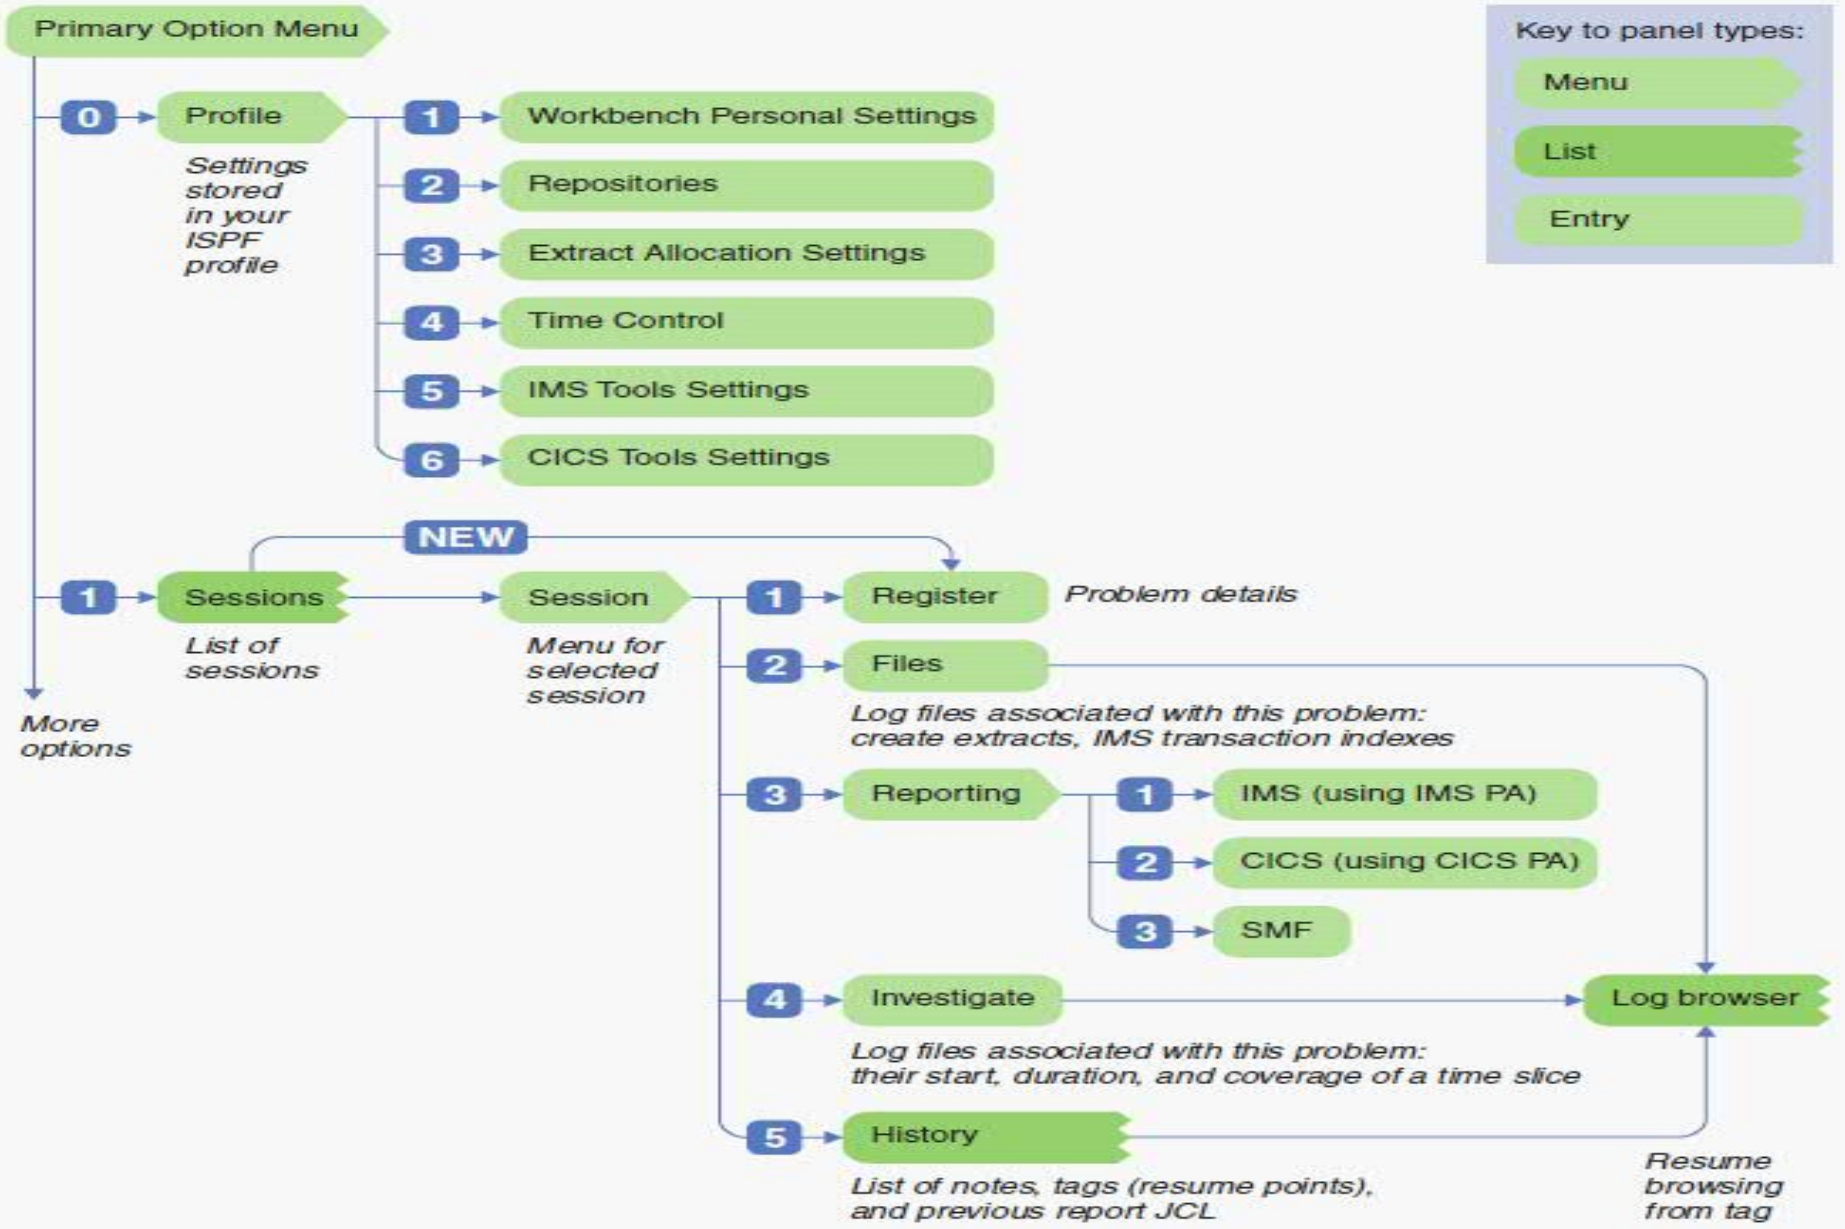 Primary Option Menu
Key to panel types:
Menu
List
Entry
0
Profile
Settings
stored
in your
ISPF
profile
1
Workbench Personal Settings
2
Repositories
3
Extract Allocation Settings
4
Time Control
5
IMS Tools Settings
6
CICS Tools Settings
NEW
1
Sessions
List of
sessions
Session
Menu for
selected
session
More
options
1
Register
Problem details
2
Files
Log files associated with this problem:
create extracts, IMS transaction indexes
3
Reporting
1
IMS (using IMS PA)
2
CICS (using CICS PA)
3
SMF
4
Investigate
Log browser
Log files associated with this problem:
their start, duration, and coverage of a time slice
5
History
List of notes, tags (resume points),
and previous report JCL
Resume
browsing
from tag